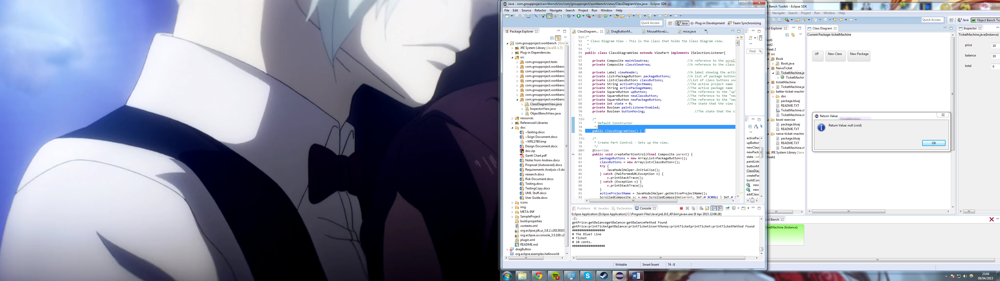 Java - com.groupproject.workbench/src/com/groupproject/workbench/views/ClassDiagramView.java - Eclipse SDK
File Edit Source Refactor Navigate Search Project Run Window Help
Quick Access Java Plug-in Development Team Synchronizing
Package Explorer
com.groupproject.workbench [Gro
JRE System Library [JavaSE-1.7]
Plug-in Dependencies
src
com.groupproject.tests
com.groupproject.workbenc
com.groupproject.workbenc
com.groupproject.workbenc
com.groupproject.workbenc
com.groupproject.workbenc
com.groupproject.workbenc
com.groupproject.workbenc
com.groupproject.workbenc
ClassDiagramView.java
InspectorView.java
ObjectBenchView.java
resources
Referenced Libraries
doc
~$esting.docx
~$sign Document.docx
~WRL1780.tmp
Design Document.docx
doc.zip
Gantt Chart.pdf
Notes from Andrew.docx
Proposal (Autosaved).docx
Requirements Analysis v3.do
research.docx
Risk Document.docx
Testing.docx
TestingCopy.docx
UML Stuff.docx
User Guide.docx
icons
img
META-INF
SampleProject
build.properties
contexts.xml
org.eclipse.jdt.ui_3.8.2.v20130107
org.eclipse.ui.console_3.5.100.v2
plugin.xml
README.md
dragButton
org.eclipse.examples.helloworld
ClassDiagram... DragButtonM... MouseMoveLi... mice.java
51 /*
52 * Class Diagram View - This is the class that holds the Class Diagram view.
53 *
54 */
55 public class ClassDiagramView extends ViewPart implements ISelectionListener{
56
57 private Composite mainViewArea; //A reference to the scrol
58 private Composite classViewArea; //A reference to the class
59
60 private Label viewHeader; //A label showing the acti
61 private List<PackageButton> packageButtons; //A list of package button
62 private List<ClassButton> classButtons; //List of class buttons us
63 private String activeProjectName; //The active project name
64 private String activePackageName; //The active package name
65 private SquareButton upButton; //The reference to the "up"
66 private SquareButton newClassButton; //The reference to the "ne
67 private SquareButton newPackageButton; //The reference to the "ne
68 private int state = 0; //The state that the view
69 private Boolean paintListenerEnabled;
70 private Boolean buttonMoving; //The state that the vi
71
72 /*
73 * Default Constructor
74 */
75 public ClassDiagramView() { }
76
77 /*
78 * Create Part Control - Sets up the view.
79 */
80 @Override
81 public void createPartControl(final Composite parent) {
82 packageButtons = new ArrayList<PackageButton>();
83 classButtons = new ArrayList<ClassButton>();
84 try {
85 JavaModelHelper.Initialise();
86 } catch (MalformedURLException e) {
87 e.printStackTrace();
88 } catch (Exception e) {
89 e.printStackTrace();
90 }
91 activeProjectName = JavaModelHelper.getActiveProjectName();
92 ScrolledComposite sc = new ScrolledComposite(parent, SWT.H_SCROLL | SWT.V_S
Find
activePac
upButton
newClass
newPack
state : int
paintListe
buttonM
ClassDiag
createPar
buildCon
new
new
addClass
Problems Javadoc Declaration Console
Eclipse Application [Eclipse Application] C:\Program Files\Java\jre1.8.0_40\bin\javaw.exe (9 Apr 2015 22:08:28)
:I:
getPrice:getBalancegetBalance:getBalanceMethod Found
getPrice:printTicketgetBalance:printTicketinsertMoney:printTicketprintTicket:printTicketMethod Found
##################
# The BlueJ Line
# Ticket
# 10 cents.
##################
Writable Smart Insert 74 : 8
t Bench Toolkit - Eclipse SDK
it Navigate Search Project Run Window Help
Quick Access Java Object Bench To
ect Explorer
est1
est2
Week 2
src
Book
Book.java
NaiveTicket
TicketMachine.ja
TicketMachir
ticketMachine
TicketMachine.ja
better-ticket-machir
doc
package.bluej
README.TXT
TicketMachine.cl
TicketMachine.ct
book-exercise
package.bluej
README.TXT
naive-ticket-machin
package.bluej
README.TXT
TicketMachine.ct
JRE System Library [Java
Week1
Class Diagram
Current Package: ticketMachine
UP New Class New Package
Return Value
Return Value: null (void)
OK
Inspector
TicketMachine.java(Instance)
price 10
balance 10
total 0
ct Bench
cketMachine (Instance)
23:04
09/04/2015